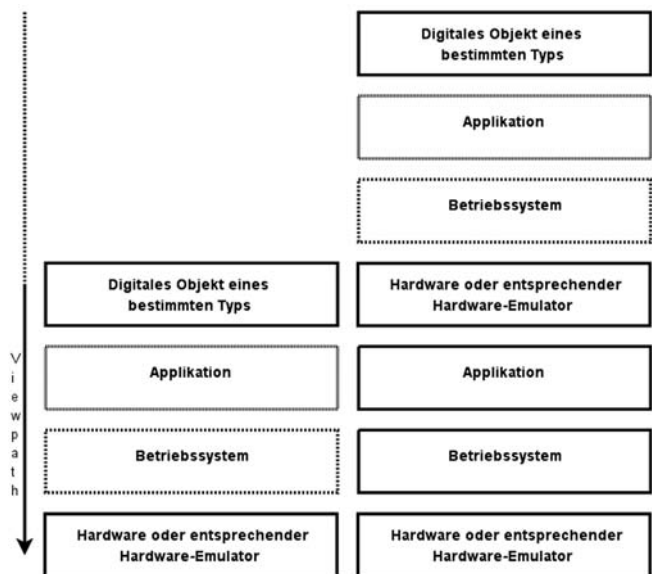 Digitales Objekt eines
bestimmten Typs
Applikation
Betriebssystem
Digitales Objekt eines
bestimmten Typs
Hardware oder entsprechender
Hardware-Emulator
Applikation
Applikation
Betriebssystem
Betriebssystem
Hardware oder entsprechender
Hardware-Emulator
Hardware oder entsprechender
Hardware-Emulator
Viewpath